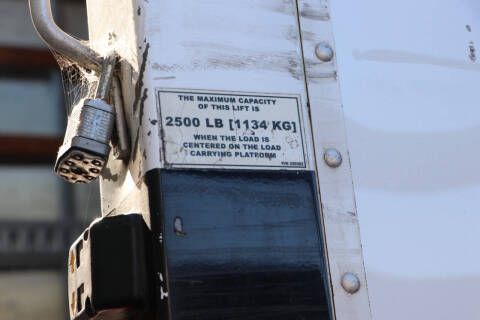 THE MAXIMUM CAPACITY
OF THIS LIFT IS
2500 LB [1134 KG]
WHEN THE LOAD IS
CENTERED ON THE LOAD
CARRYING PLATFORM